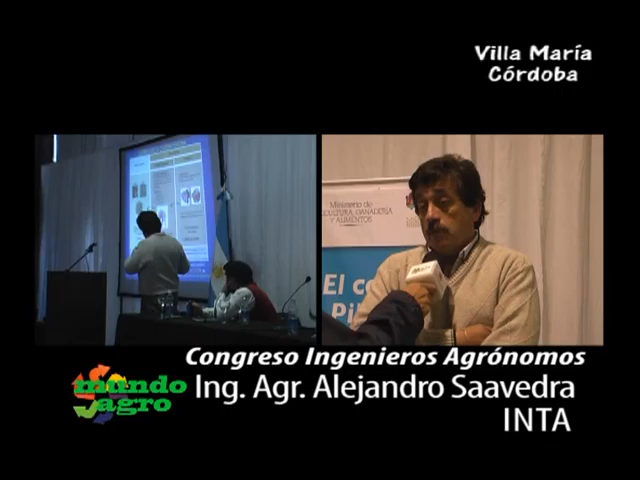 Villa María
Córdoba
Ministerio de
AGRICULTURA, GANADERÍA
Y ALIMENTOS
El c
Pi
Congreso Ingenieros Agrónomos
mundo
agro
Ing. Agr. Alejandro Saavedra
INTA